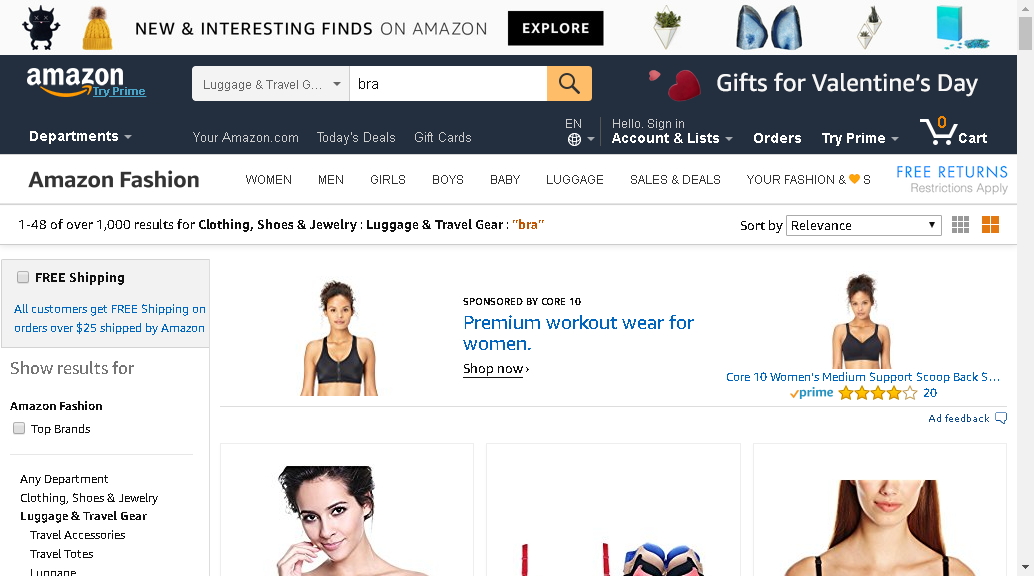 NEW & INTERESTING FINDS ON AMAZON EXPLORE
amazon
Try Prime
Luggage & Travel G... bra
Gifts for Valentine's Day
Departments
Your Amazon.com Today's Deals Gift Cards
EN
Hello. Sign in
Account & Lists Orders Try Prime 0 Cart
Amazon Fashion WOMEN MEN GIRLS BOYS BABY LUGGAGE SALES & DEALS YOUR FASHION & S
FREE RETURNS
Restrictions Apply
1-48 of over 1,000 results for Clothing, Shoes & Jewelry : Luggage & Travel Gear : "bra"
Sort by Relevance
FREE Shipping
All customers get FREE Shipping on
orders over $25 shipped by Amazon
Show results for
Amazon Fashion
Top Brands
Any Department
Clothing, Shoes & Jewelry
Luggage & Travel Gear
Travel Accessories
Travel Totes
Luggage
SPONSORED BY CORE 10
Premium workout wear for
women.
Shop now ›
Core 10 Women's Medium Support Scoop Back S...
prime 20
Ad feedback